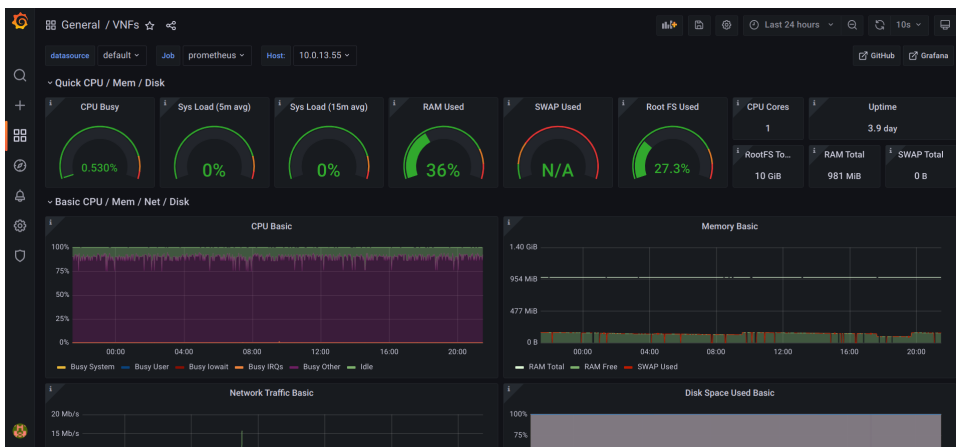 General / VNFs
Last 24 hours
10s
datasource default
Job prometheus
Host: 10.0.13.55
GitHub
Grafana
Quick CPU / Mem / Disk
CPU Busy
0.530%
Sys Load (5m avg)
0%
Sys Load (15m avg)
0%
RAM Used
36%
SWAP Used
N/A
Root FS Used
27.3%
CPU Cores
1
Uptime
3.9 day
RootFS To...
10 GiB
RAM Total
981 MiB
SWAP Total
0 B
Basic CPU / Mem / Net / Disk
CPU Basic
100%
75%
50%
25%
0%
00:00 04:00 08:00 12:00 16:00 20:00
Busy System Busy User Busy Iowait Busy IRQs Busy Other Idle
Memory Basic
1.40 GiB
954 MiB
477 MiB
0 B
00:00 04:00 08:00 12:00 16:00 20:00
RAM Total RAM Free SWAP Used
Network Traffic Basic
20 Mb/s
15 Mb/s
Disk Space Used Basic
100%
75%